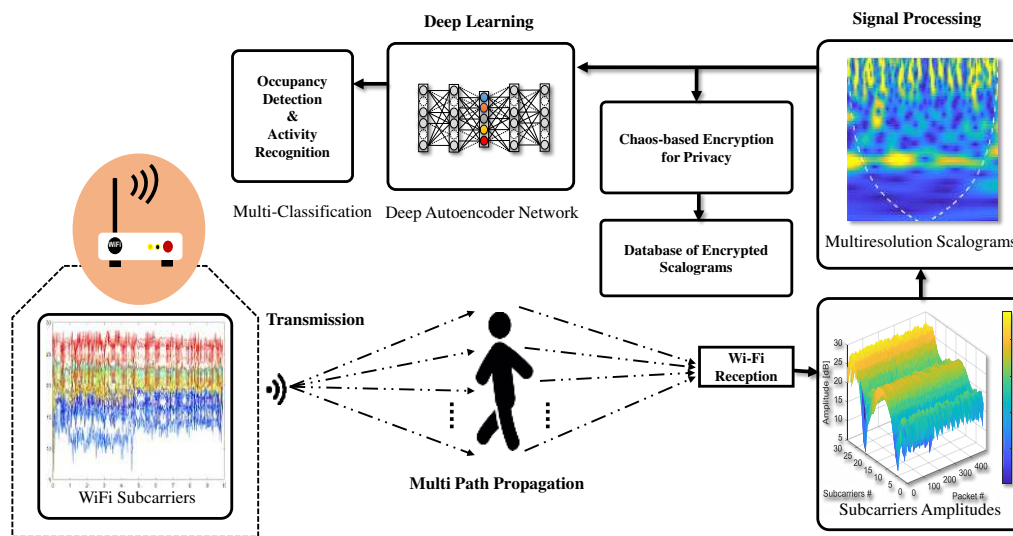 Deep Learning
Signal Processing
Occupancy
Detection
&
Activity
Recognition
Multi-Classification
Deep Autoencoder Network
Chaos-based Encryption
for Privacy
Database of Encrypted
Scalograms
Multiresolution Scalograms
WiFi
Transmission
WiFi Subcarriers
Multi Path Propagation
Wi-Fi
Reception
Amplitude [dB]
30
25
20
15
10
5
30
25
20
15
10
5
0
0
100
200
300
400
Subcarriers #
Packet #
Subcarriers Amplitudes